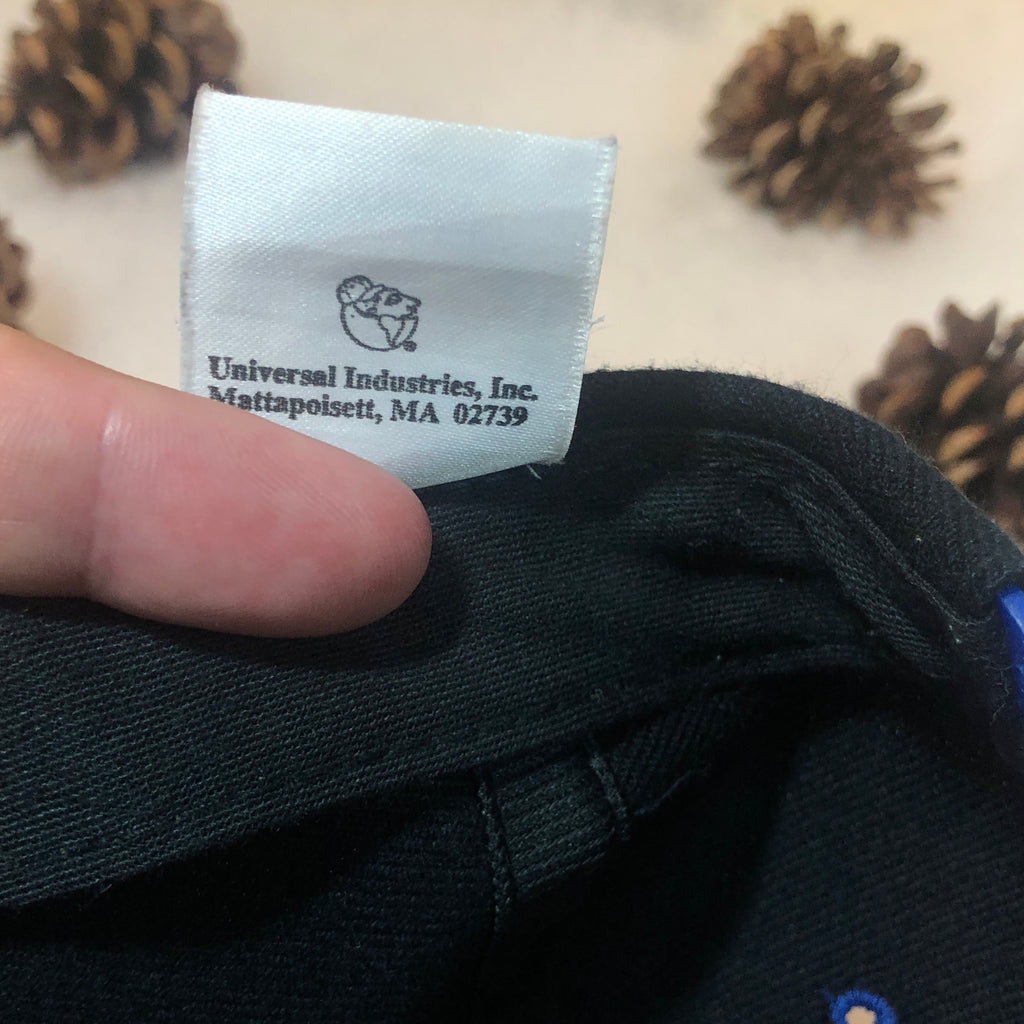 Universal Industries, Inc.
Mattapoisett, MA 02739